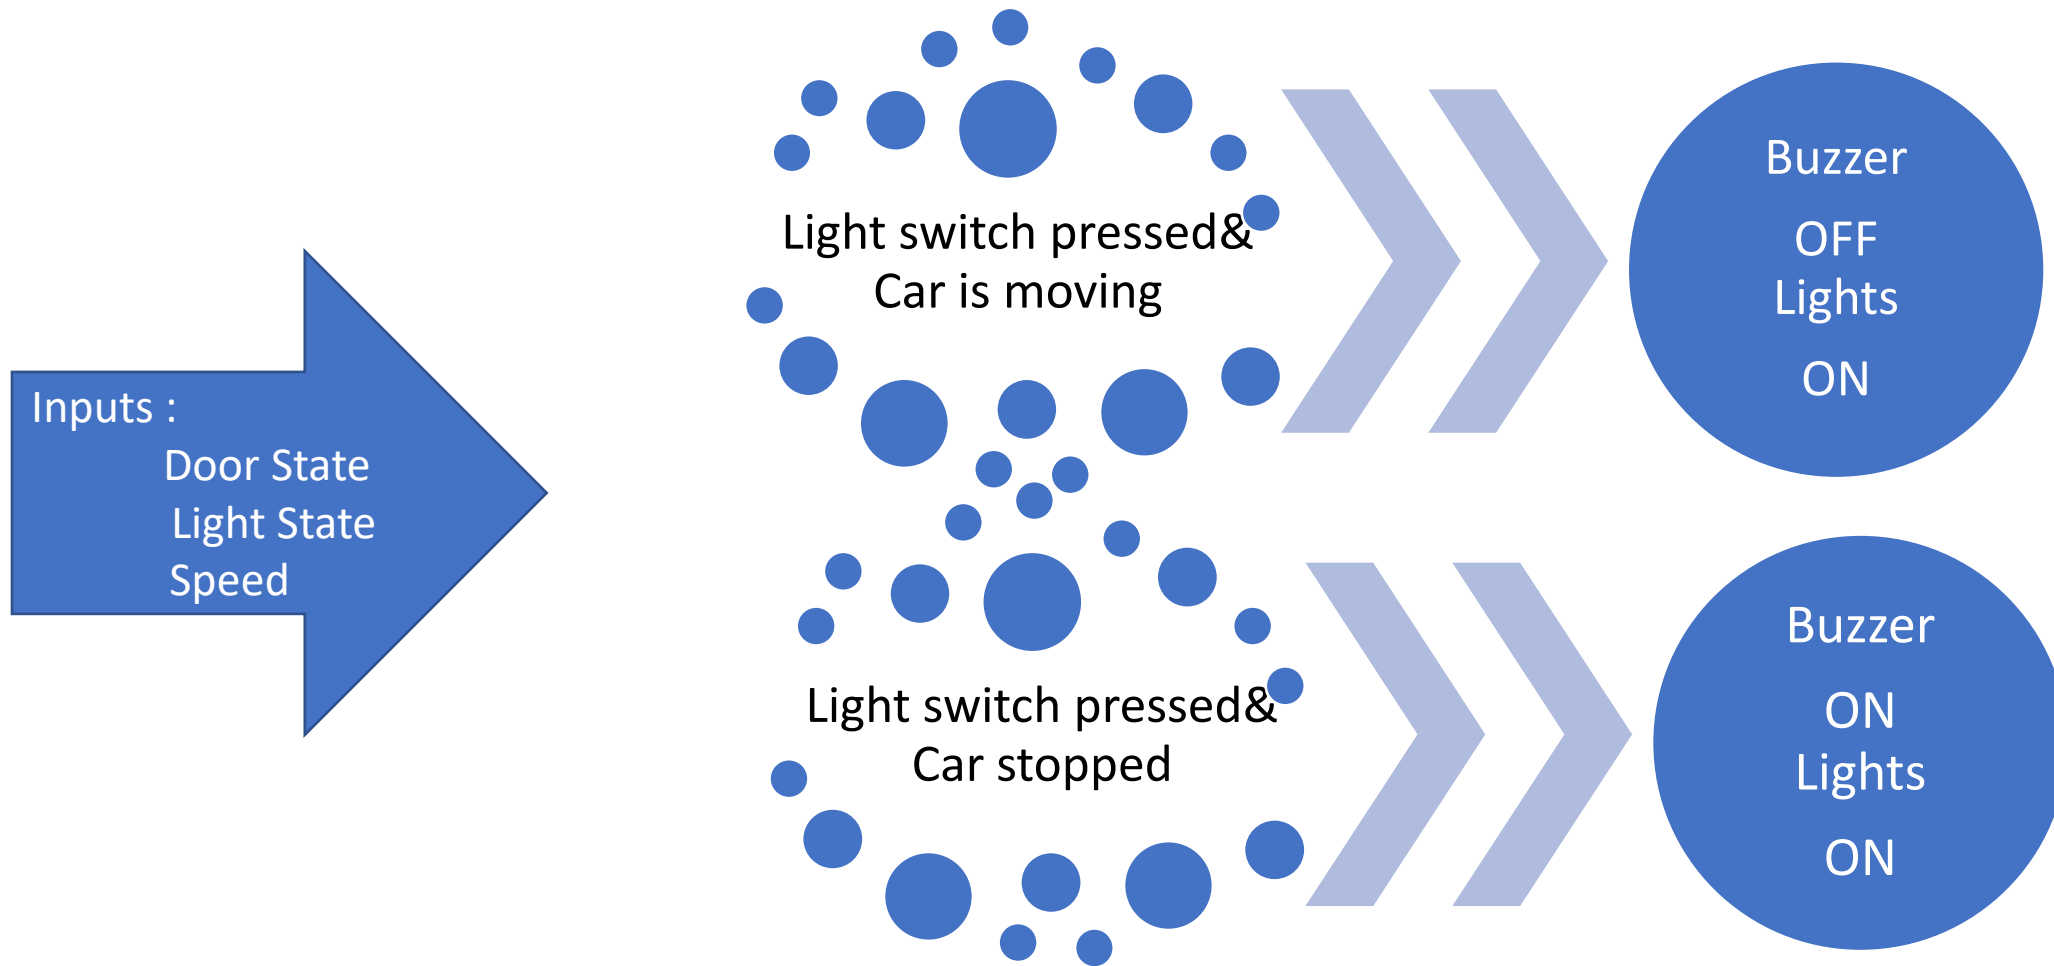 Inputs :
Door State
Light State
Speed
Light switch pressed&
Car is moving
Buzzer
OFF
Lights
ON
Light switch pressed&
Car stopped
Buzzer
ON
Lights
ON